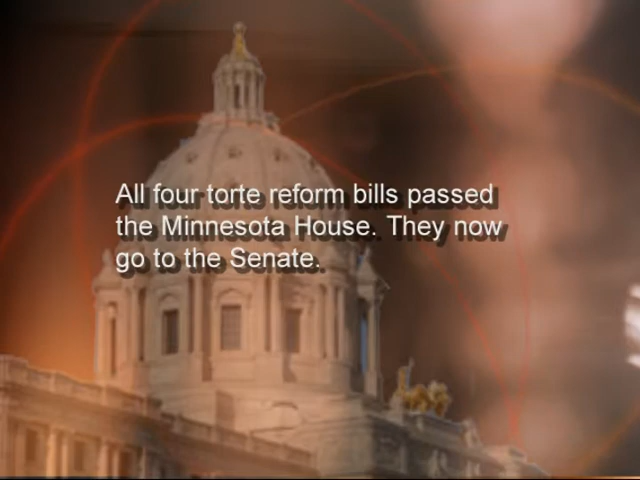 All four torte reform bills passed
the Minnesota House. They now
go to the Senate.